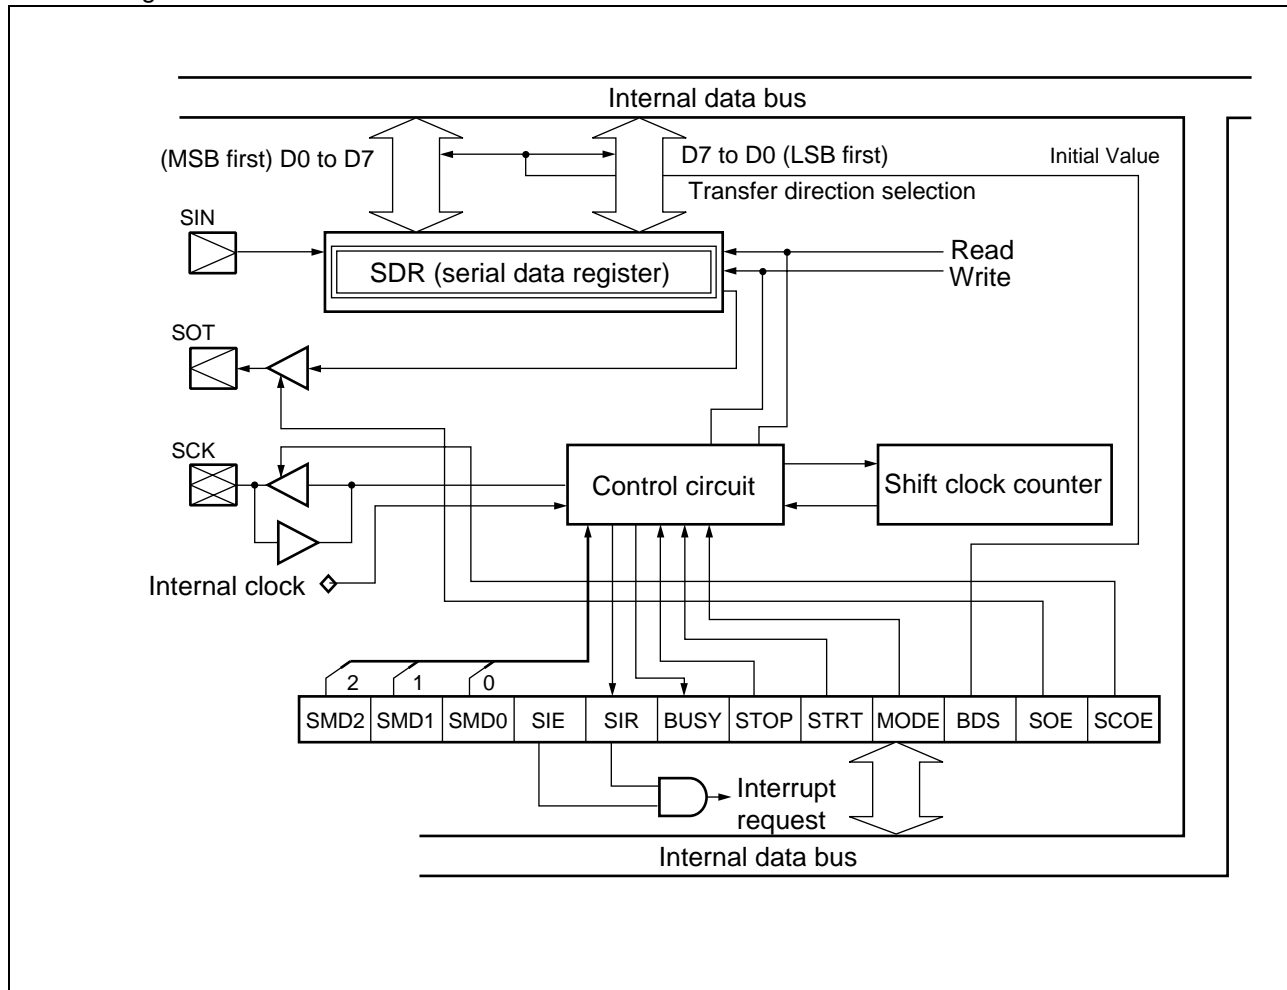 Internal data bus
(MSB first) D0 to D7
D7 to D0 (LSB first)
Initial Value
Transfer direction selection
SIN
SDR (serial data register)
Read
Write
SOT
SCK
Control circuit
Shift clock counter
Internal clock
2 1 0
SMD2 SMD1 SMD0 SIE SIR BUSY STOP STRT MODE BDS SOE SCOE
Interrupt
request
Internal data bus